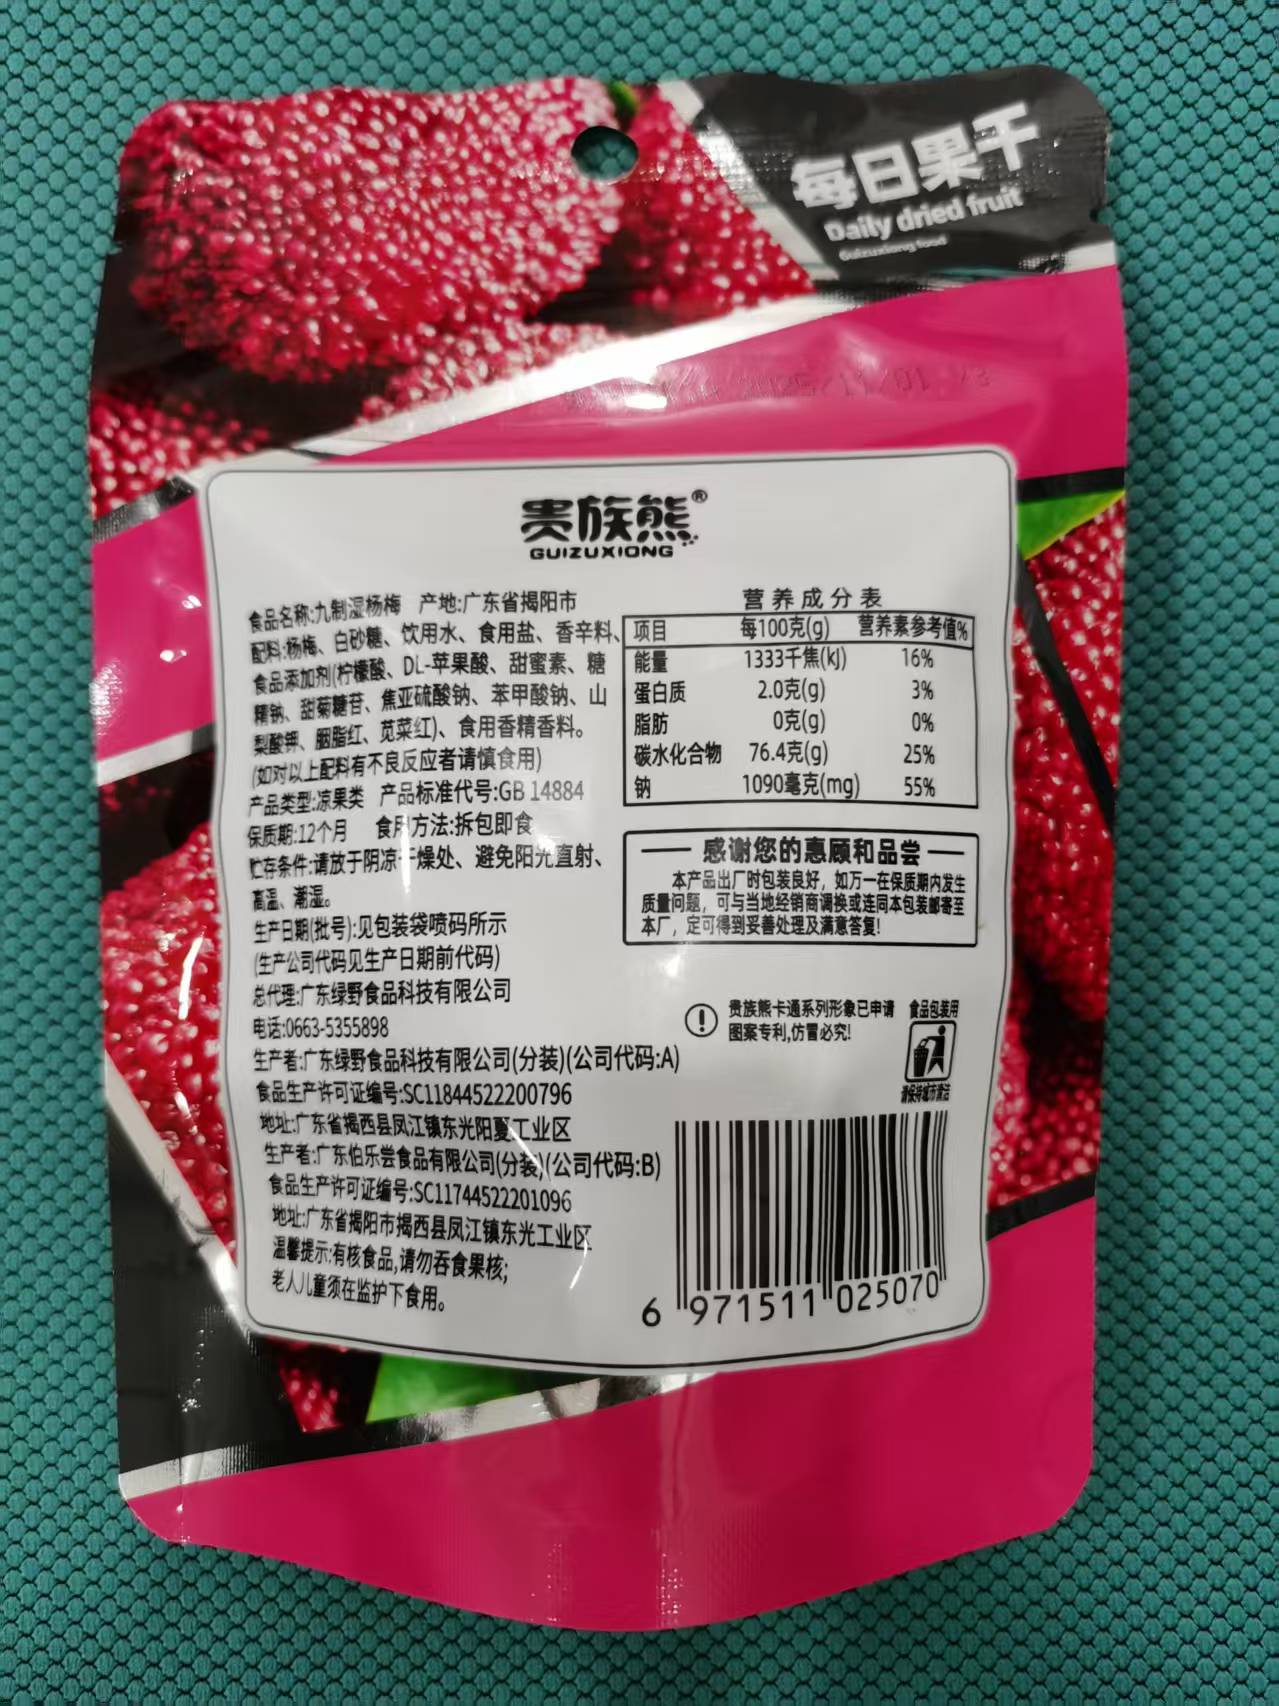 每日果干
Daily dried fruit
Guizuxiong food
2025/11/01
贵族熊®
GUIZUXIONG
食品名称:九制湿杨梅 产地:广东省揭阳市
配料:杨梅、白砂糖、饮用水、食用盐、香辛料、
食品添加剂(柠檬酸、DL-苹果酸、甜蜜素、糖
精钠、甜菊糖苷、焦亚硫酸钠、苯甲酸钠、山
梨酸钾、胭脂红、苋菜红)、食用香精香料。
(如对以上配料有不良反应者请慎食用)
产品类型:凉果类 产品标准代号:GB 14884
保质期:12个月 食用方法:拆包即食
贮存条件:请放于阴凉干燥处、避免阳光直射、
高温、潮湿。
生产日期(批号):见包装袋喷码所示
(生产公司代码见生产日期前代码)
总代理:广东绿野食品科技有限公司
电话:0663-5355898
生产者:广东绿野食品科技有限公司(分装)(公司代码:A)
食品生产许可证编号:SC11844522200796
地址:广东省揭西县凤江镇东光阳夏工业区
生产者:广东伯乐尝食品有限公司(分装)(公司代码:B)
食品生产许可证编号:SC11744522201096
地址:广东省揭阳市揭西县凤江镇东光工业区
温馨提示:有核食品,请勿吞食果核;
老人儿童须在监护下食用。
营养成分表
项目 每100克(g) 营养素参考值%
能量 1333千焦(kJ) 16%
蛋白质 2.0克(g) 3%
脂肪 0克(g) 0%
碳水化合物 76.4克(g) 25%
钠 1090毫克(mg) 55%
感谢您的惠顾和品尝
本产品出厂时包装良好，如万一在保质期内发生
质量问题，可与当地经销商调换或连同本包装邮寄至
本厂，定可得到妥善处理及满意答复!
贵族熊卡通系列形象已申请
图案专利,仿冒必究!
食品包装用
请保持城市清洁
6 971511 025070